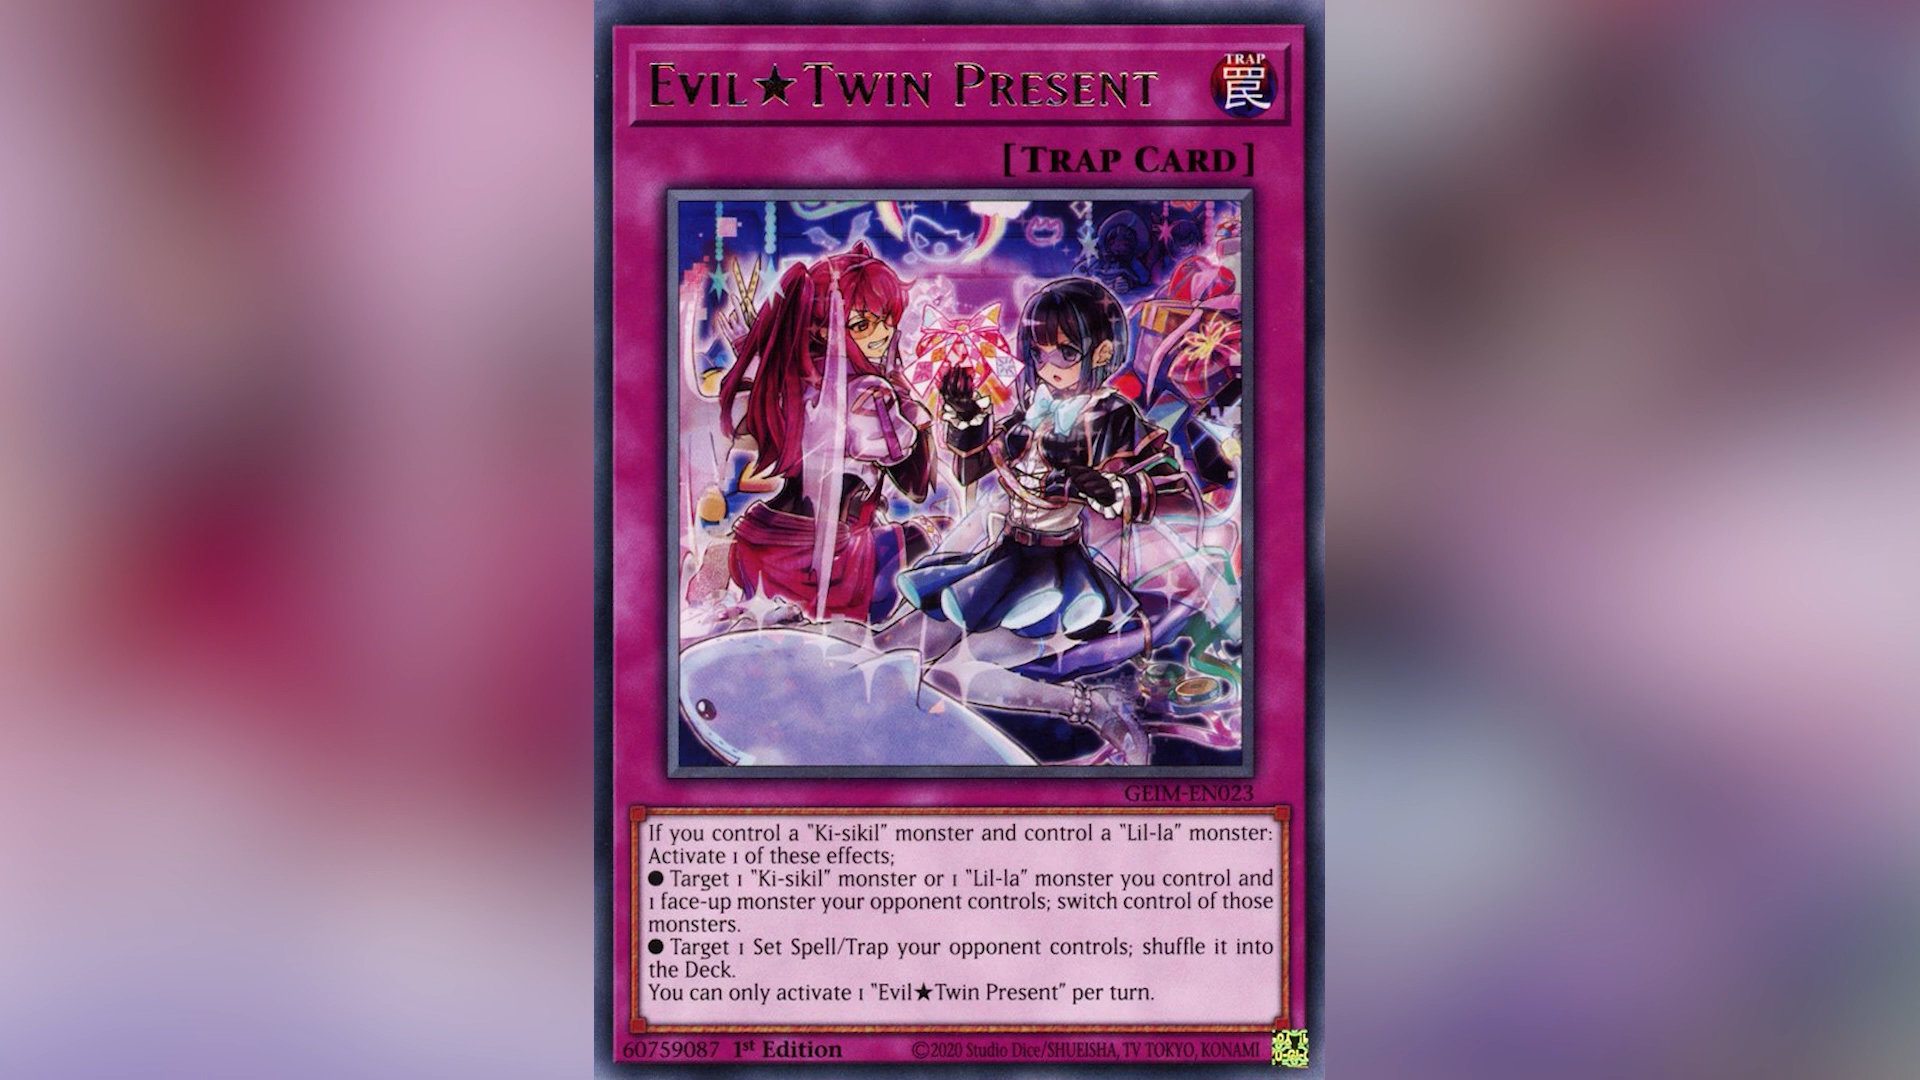 EVIL★TWIN PRESENT
TRAP
罠
[TRAP CARD]
GEIM-EN023
If you control a "Ki-sikil" monster and control a "Lil-la" monster:
Activate 1 of these effects;
● Target 1 "Ki-sikil" monster or 1 "Lil-la" monster you control and
1 face-up monster your opponent controls; switch control of those
monsters.
● Target 1 Set Spell/Trap your opponent controls; shuffle it into
the Deck.
You can only activate 1 "Evil★Twin Present" per turn.
60759087 1st Edition ©2020 Studio Dice/SHUEISHA, TV TOKYO, KONAMI